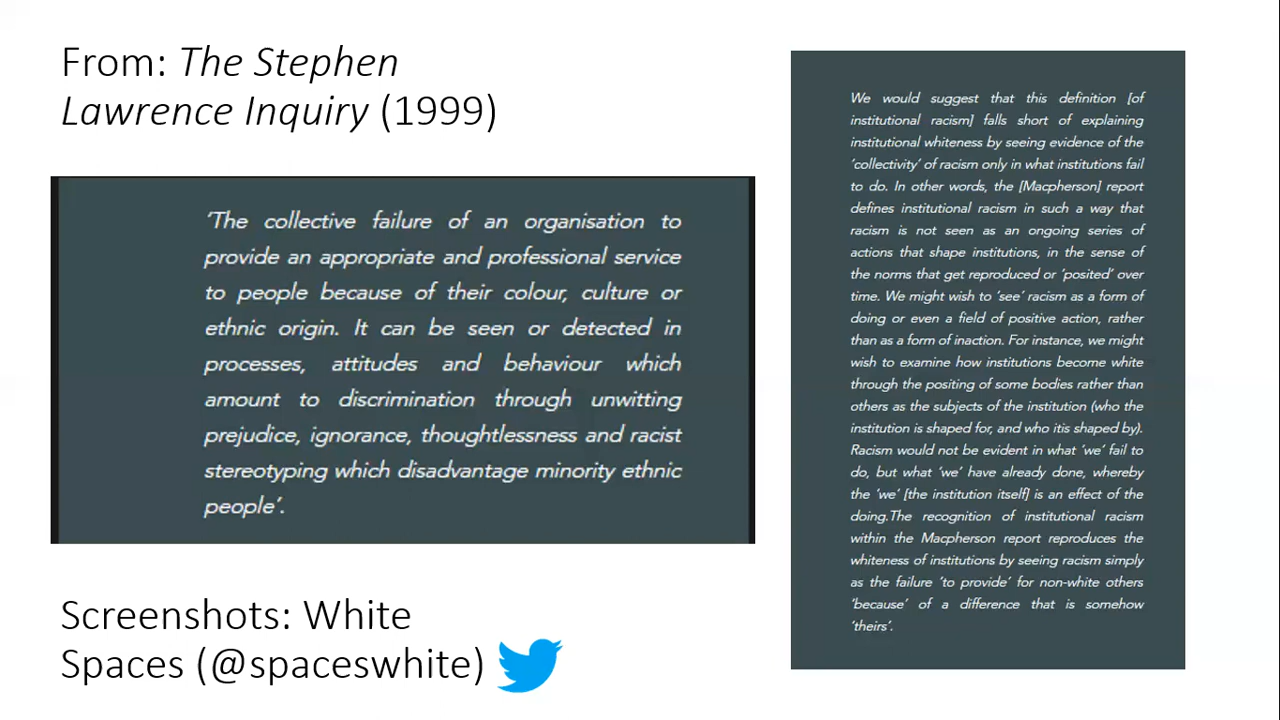 From: The Stephen
Lawrence Inquiry (1999)
'The collective failure of an organisation to
provide an appropriate and professional service
to people because of their colour, culture or
ethnic origin. It can be seen or detected in
processes, attitudes and behaviour which
amount to discrimination through unwitting
prejudice, ignorance, thoughtlessness and racist
stereotyping which disadvantage minority ethnic
people'.
Screenshots: White
Spaces (@spaceswhite)
We would suggest that this definition [of
institutional racism] falls short of explaining
institutional whiteness by seeing evidence of the
'collectivity' of racism only in what institutions fail
to do. In other words, the [Macpherson] report
defines institutional racism in such a way that
racism is not seen as an ongoing series of
actions that shape institutions, in the sense of
the norms that get reproduced or 'posited' over
time. We might wish to 'see' racism as a form of
doing or even a field of positive action, rather
than as a form of inaction. For instance, we might
wish to examine how institutions become white
through the positing of some bodies rather than
others as the subjects of the institution (who the
institution is shaped for, and who itis shaped by).
Racism would not be evident in what 'we' fail to
do, but what 'we' have already done, whereby
the 'we' [the institution itself] is an effect of the
doing.The recognition of institutional racism
within the Macpherson report reproduces the
whiteness of institutions by seeing racism simply
as the failure 'to provide' for non-white others
'because' of a difference that is somehow
'theirs'.